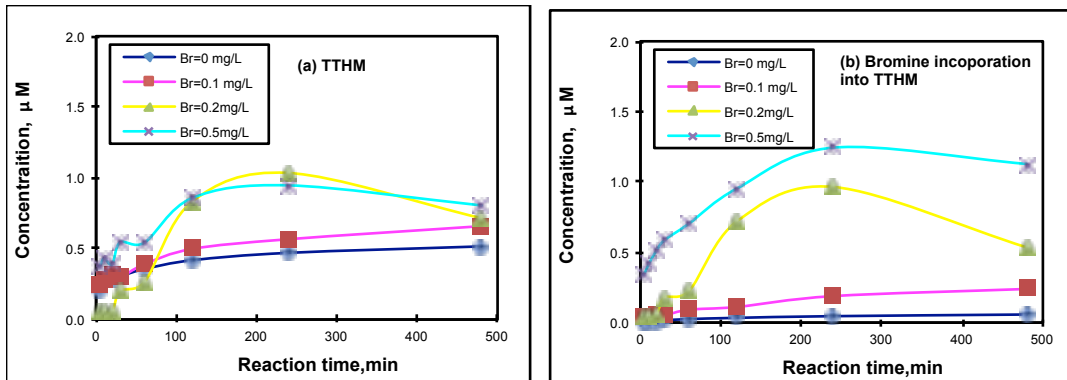 2.0
1.5
1.0
0.5
0.0
Concentraition, μ M
Br=0 mg/L
Br=0.1 mg/L
Br=0.2mg/L
Br=0.5mg/L
(a) TTHM
0
100
200
300
400
500
Reaction time,min
2.0
1.5
1.0
0.5
0.0
Concentraition, μ M
Br=0 mg/L
Br=0.1 mg/L
Br=0.2mg/L
Br=0.5mg/L
(b) Bromine incoporation
into TTHM
0
100
200
300
400
500
Reaction time,min